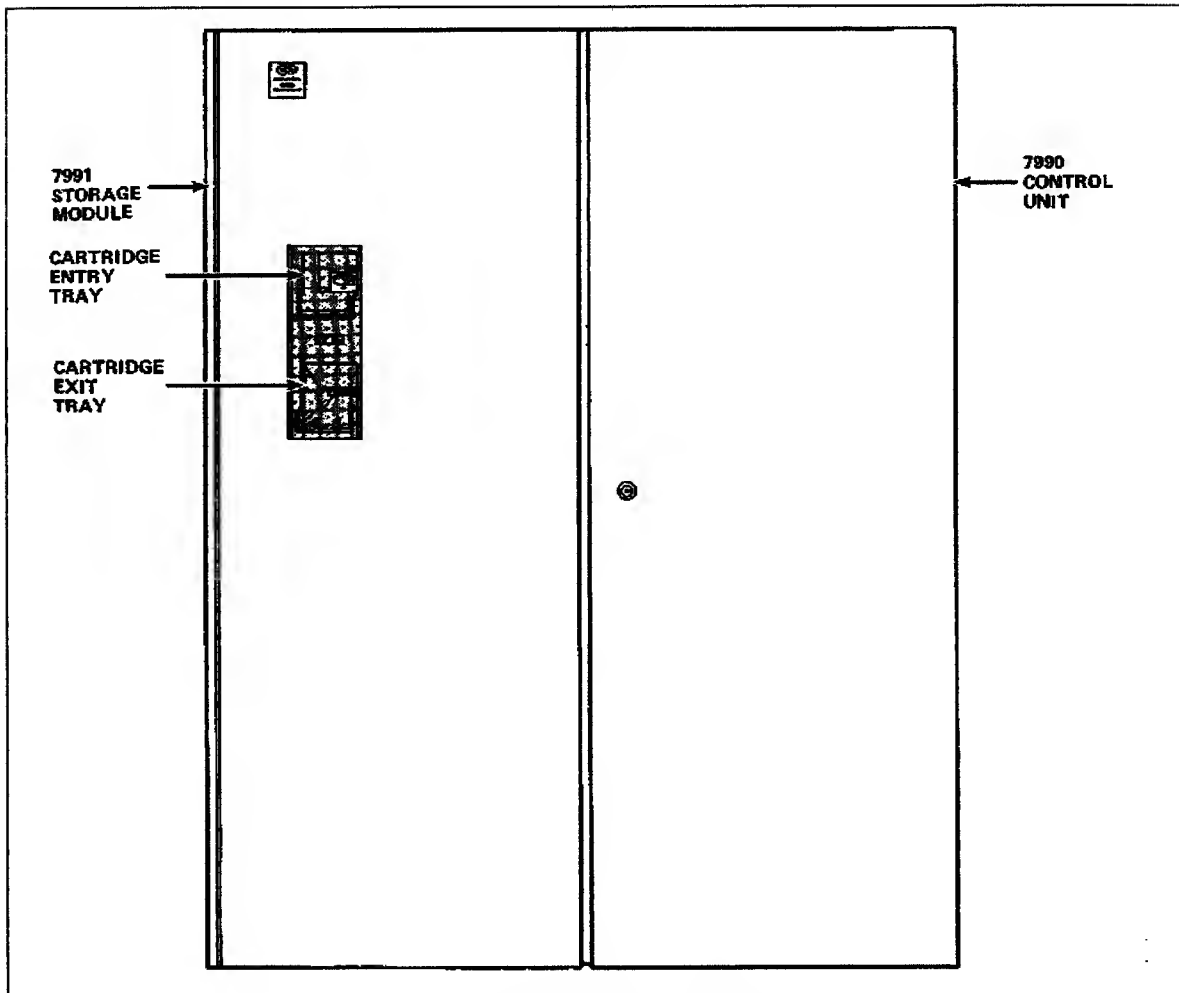 7991
STORAGE
MODULE
CARTRIDGE
ENTRY
TRAY
CARTRIDGE
EXIT
TRAY
7990
CONTROL
UNIT